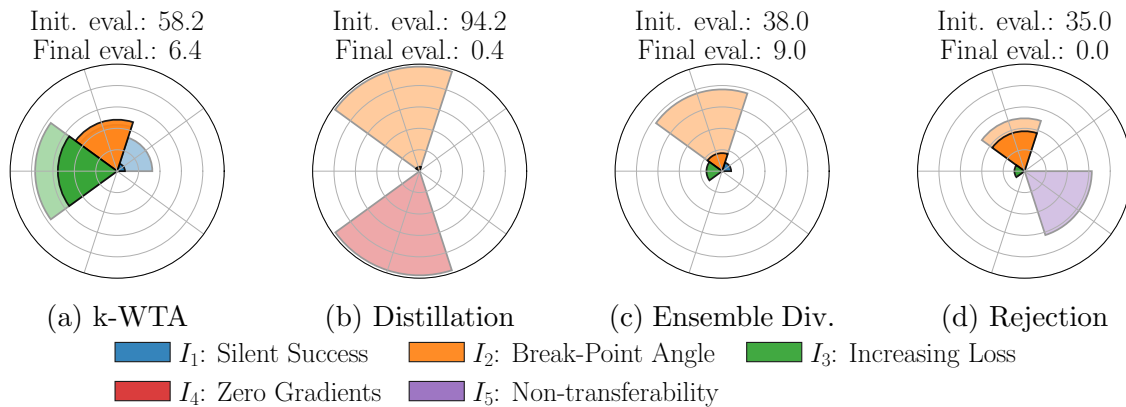 Init. eval.: 58.2
Final eval.: 6.4
Init. eval.: 94.2
Final eval.: 0.4
Init. eval.: 38.0
Final eval.: 9.0
Init. eval.: 35.0
Final eval.: 0.0
(a) k-WTA
(b) Distillation
(c) Ensemble Div.
(d) Rejection
I₁: Silent Success
I₂: Break-Point Angle
I₃: Increasing Loss
I₄: Zero Gradients
I₅: Non-transferability